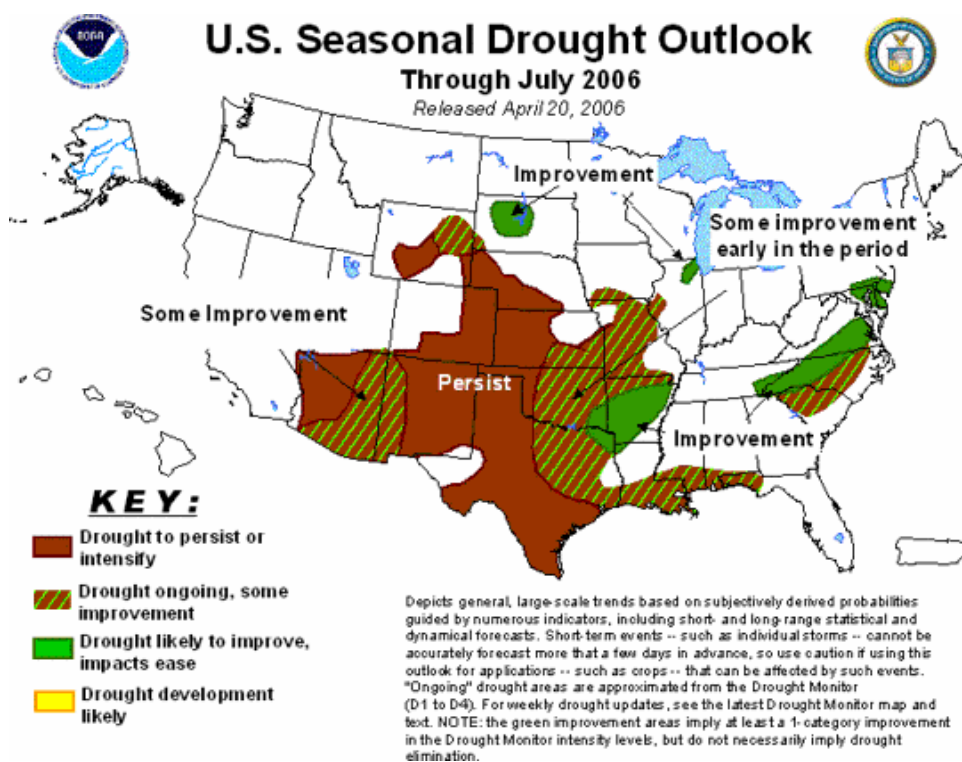 NOAA
U.S. Seasonal Drought Outlook
Through July 2006
Released April 20, 2006
Improvement
Some improvement
early in the period
Some Improvement
Persist
Improvement
KEY:
Drought to persist or
intensify
Drought ongoing, some
improvement
Drought likely to improve,
impacts ease
Drought development
likely
Depicts general, large-scale trends based on subjectively derived probabilities
guided by numerous indicators, including short- and long-range statistical and
dynamical forecasts. Short-term events -- such as individual storms -- cannot be
accurately forecast more that a few days in advance, so use caution if using this
outlook for applications -- such as crops -- that can be affected by such events.
"Ongoing" drought areas are approximated from the Drought Monitor
(D1 to D4). For weekly drought updates, see the latest Drought Monitor map and
text. NOTE: the green improvement areas imply at least a 1-category improvement
in the Drought Monitor intensity levels, but do not necessarily imply drought
elimination.